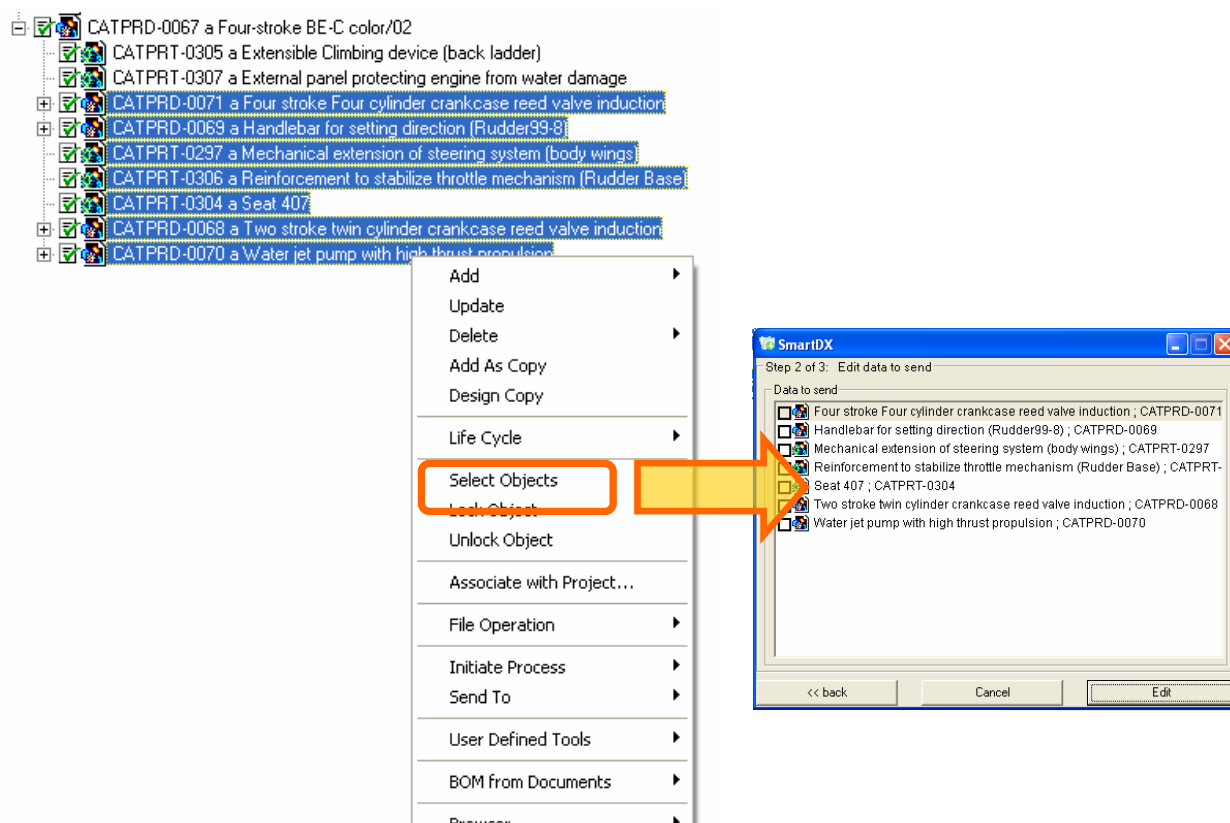 CATPRD-0067 a Four-stroke BE-C color/02
CATPRT-0305 a Extensible Climbing device (back ladder)
CATPRT-0307 a External panel protecting engine from water damage
CATPRD-0071 a Four stroke Four cylinder crankcase reed valve induction
CATPRD-0069 a Handlebar for setting direction (Rudder99-8)
CATPRT-0297 a Mechanical extension of steering system (body wings)
CATPRT-0306 a Reinforcement to stabilize throttle mechanism (Rudder Base)
CATPRT-0304 a Seat 407
CATPRD-0068 a Two stroke twin cylinder crankcase reed valve induction
CATPRD-0070 a Water jet pump with high thrust propulsion
Add
Update
Delete
Add As Copy
Design Copy
Life Cycle
Select Objects
Lock Object
Unlock Object
Associate with Project...
File Operation
Initiate Process
Send To
User Defined Tools
BOM from Documents
Browser
SmartDX
Step 2 of 3: Edit data to send
Data to send
Four stroke Four cylinder crankcase reed valve induction ; CATPRD-0071
Handlebar for setting direction (Rudder99-8) ; CATPRD-0069
Mechanical extension of steering system (body wings) ; CATPRT-0297
Reinforcement to stabilize throttle mechanism (Rudder Base) ; CATPRT-
Seat 407 ; CATPRT-0304
Two stroke twin cylinder crankcase reed valve induction ; CATPRD-0068
Water jet pump with high thrust propulsion ; CATPRD-0070
<< back
Cancel
Edit